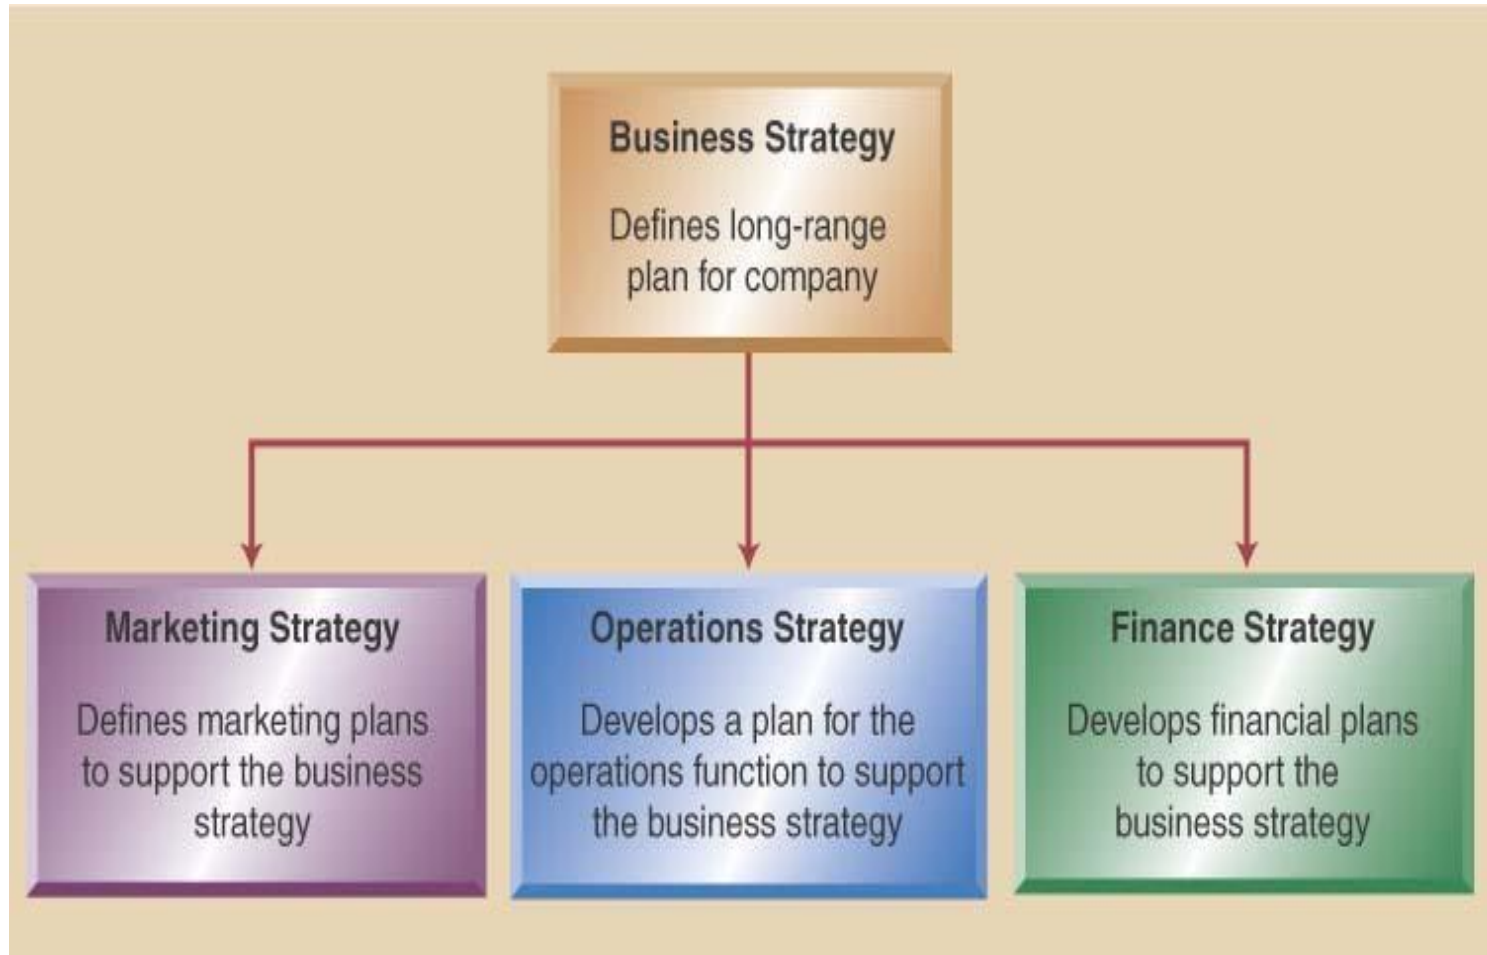 Business Strategy
Defines long-range
plan for company
Marketing Strategy
Defines marketing plans
to support the business
strategy
Operations Strategy
Develops a plan for the
operations function to support
the business strategy
Finance Strategy
Develops financial plans
to support the
business strategy